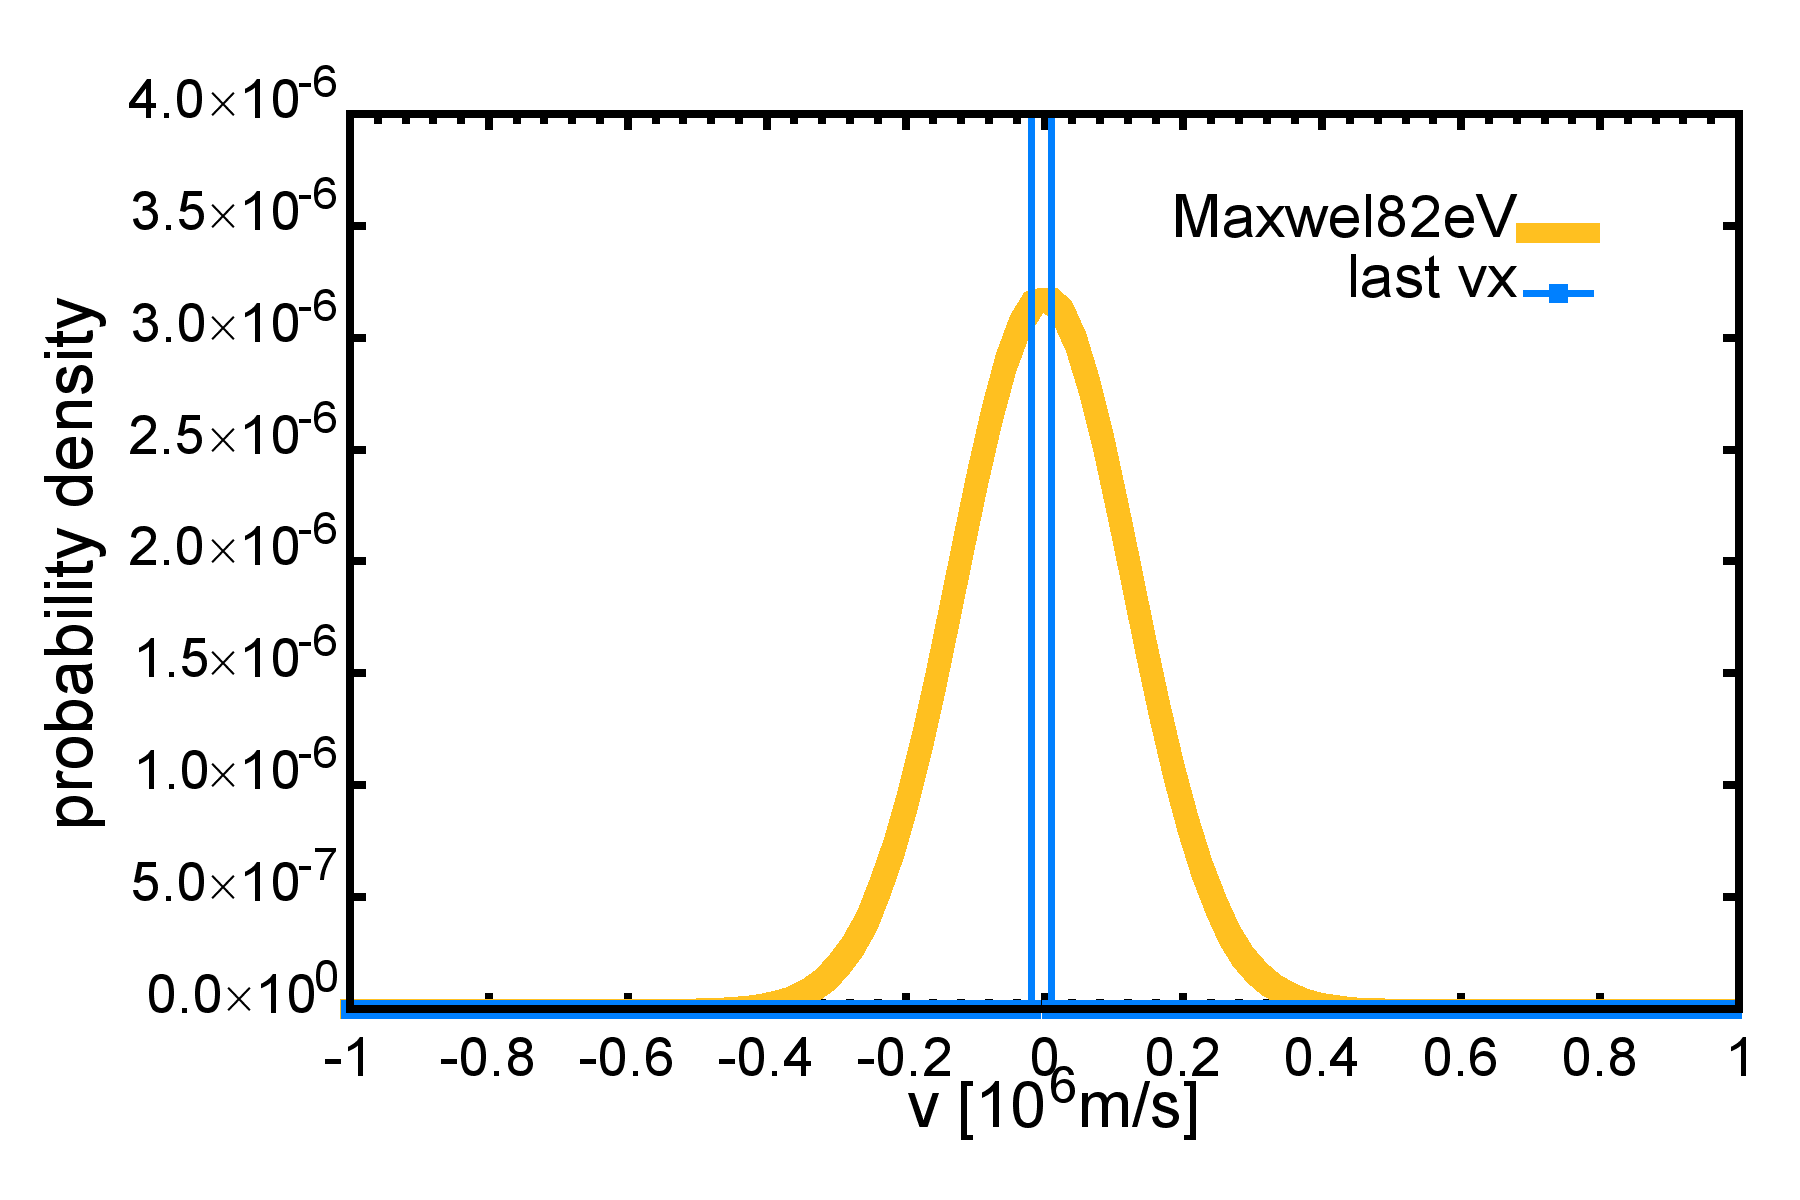 4.0×10⁻⁶
3.5×10⁻⁶
3.0×10⁻⁶
2.5×10⁻⁶
2.0×10⁻⁶
1.5×10⁻⁶
1.0×10⁻⁶
5.0×10⁻⁷
0.0×10⁰
probability density
Maxwel82eV
last vx
-1 -0.8 -0.6 -0.4 -0.2 0 0.2 0.4 0.6 0.8 1
v [10⁶m/s]